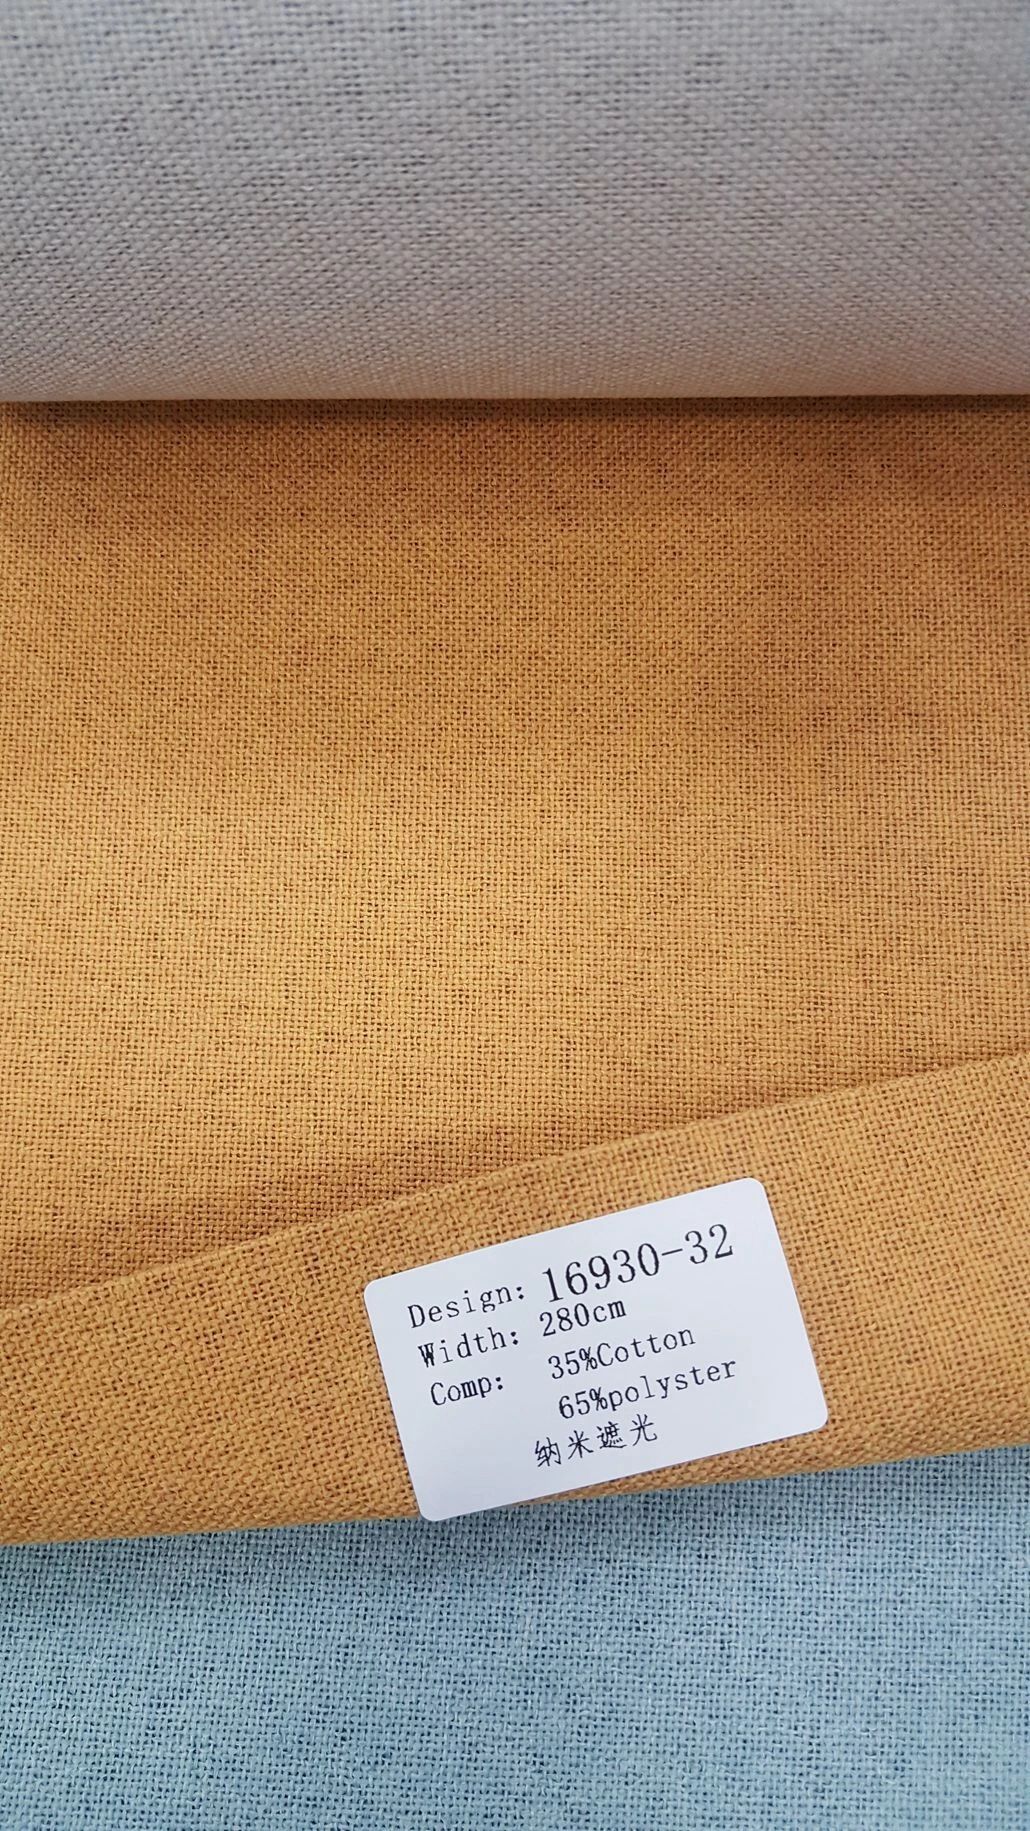 Design: 16930-32
Width: 280cm
Comp: 35%Cotton
65%polyster
纳米遮光